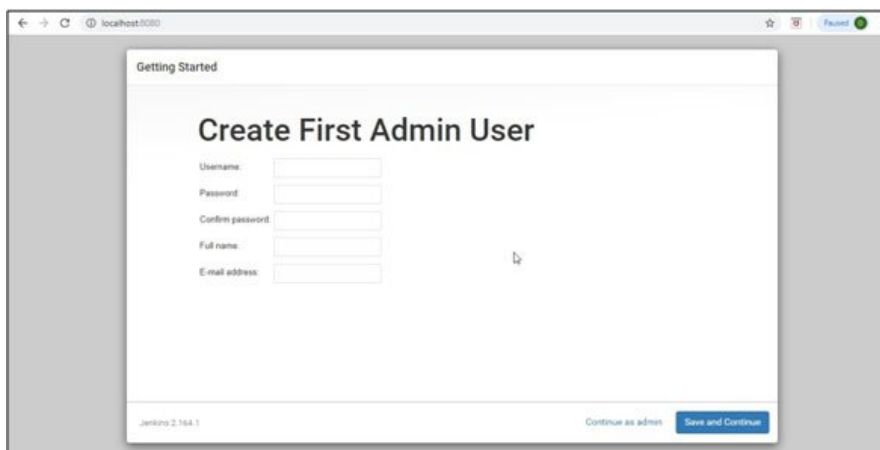 localhost:8080
Paused
Getting Started
Create First Admin User
Username:
Password:
Confirm password:
Full name:
E-mail address:
Jenkins 2.164.1
Continue as admin
Save and Continue